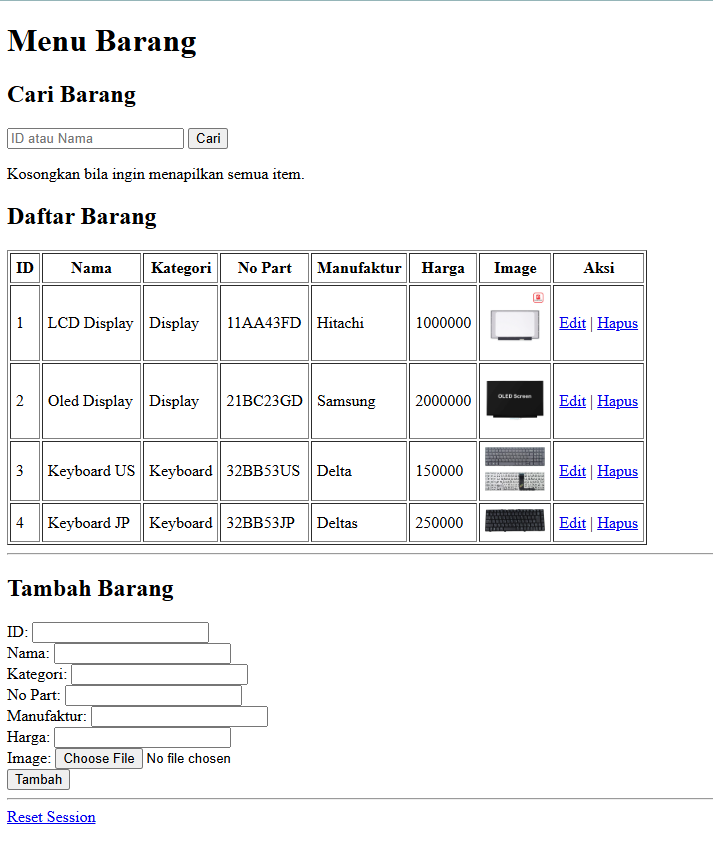 Menu Barang
Cari Barang
ID atau Nama Cari
Kosongkan bila ingin menapilkan semua item.
Daftar Barang
ID Nama Kategori No Part Manufaktur Harga Image Aksi
1 LCD Display Display 11AA43FD Hitachi 1000000 Edit | Hapus
2 Oled Display Display 21BC23GD Samsung 2000000 OLED Screen Edit | Hapus
3 Keyboard US Keyboard 32BB53US Delta 150000 Edit | Hapus
4 Keyboard JP Keyboard 32BB53JP Deltas 250000 Edit | Hapus
Tambah Barang
ID:
Nama:
Kategori:
No Part:
Manufaktur:
Harga:
Image: Choose File No file chosen
Tambah
Reset Session